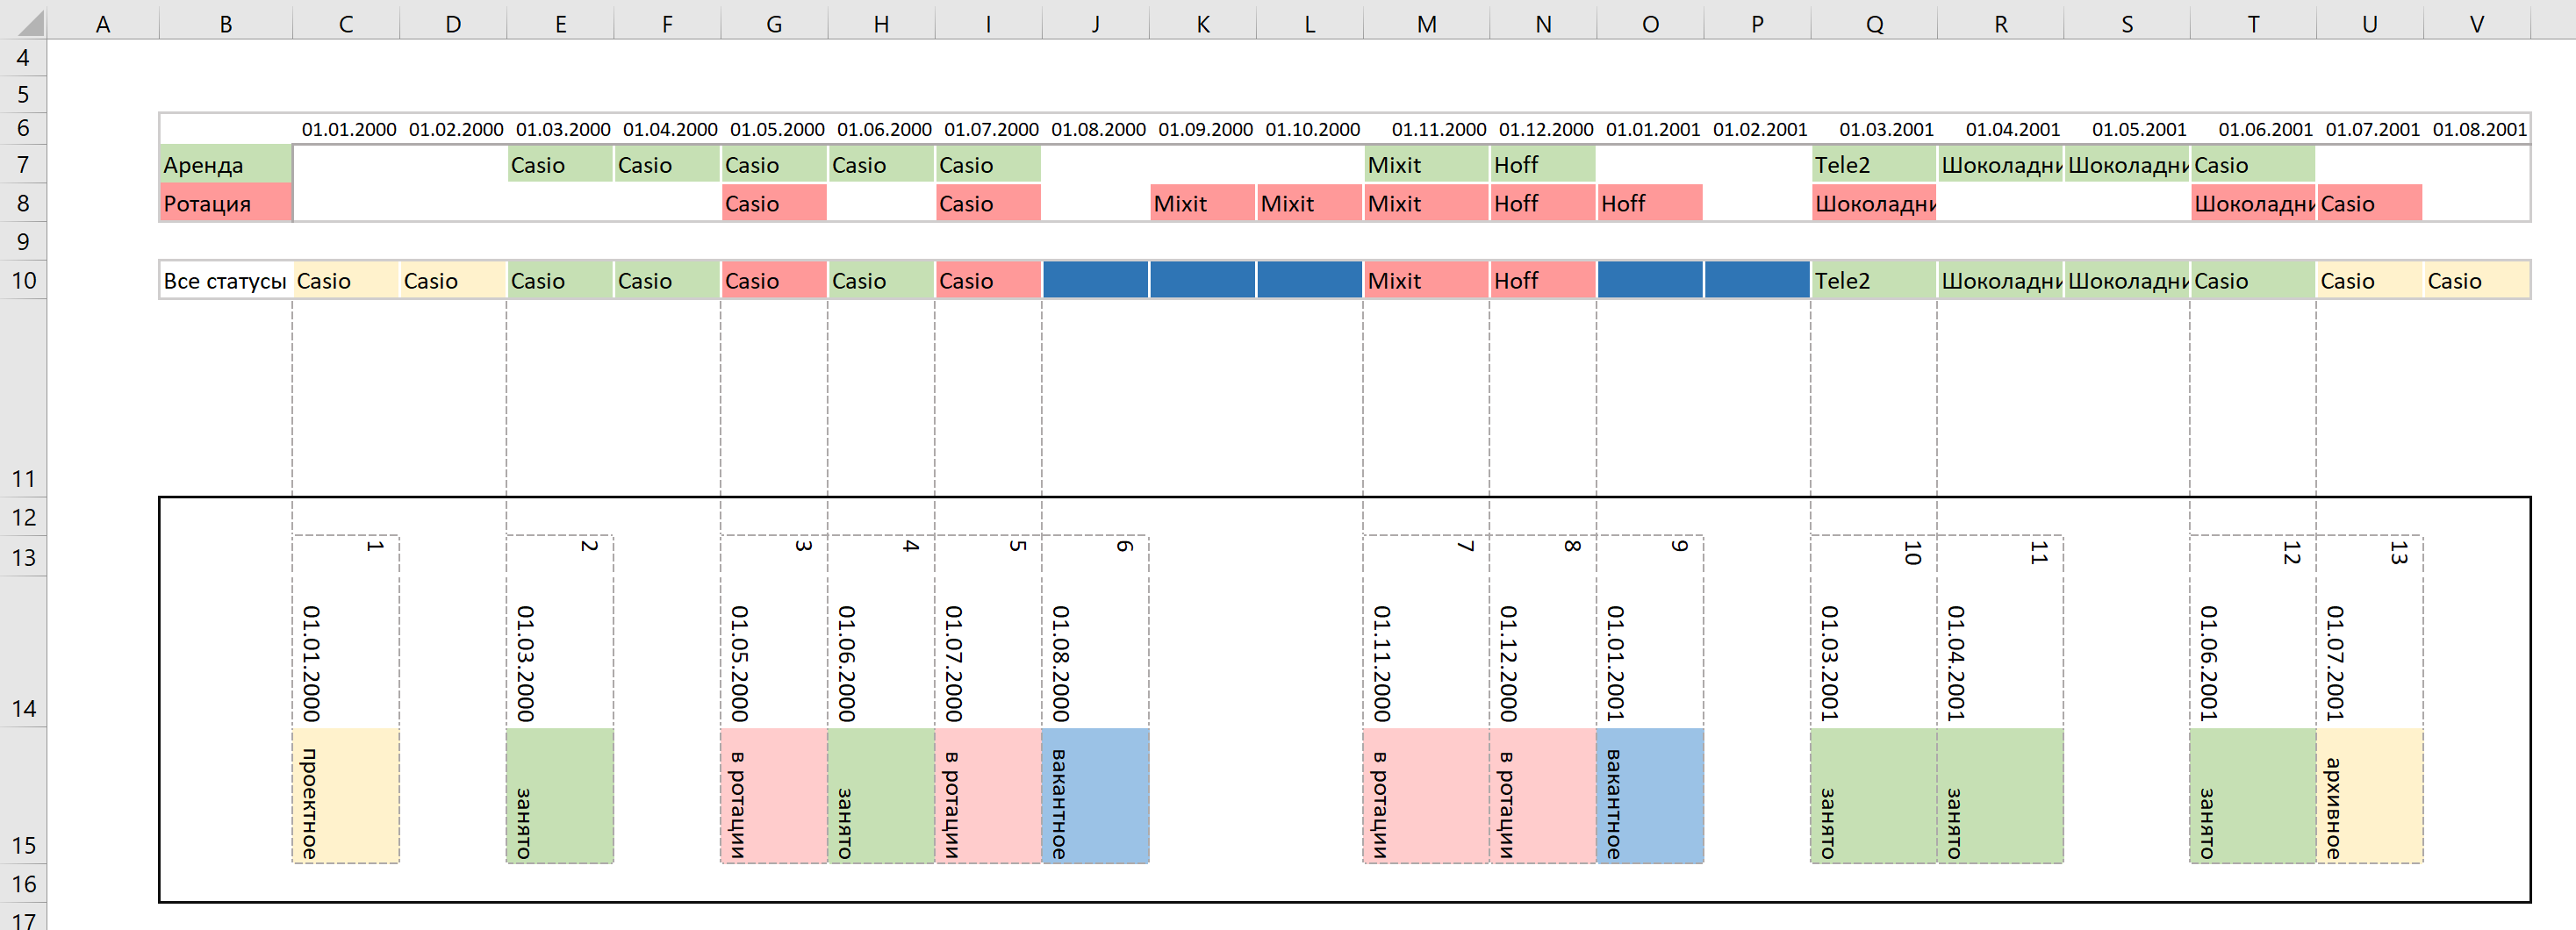 A B C D E F G H I J K L M N O P Q R S T U V
4
5
6 01.01.2000 01.02.2000 01.03.2000 01.04.2000 01.05.2000 01.06.2000 01.07.2000 01.08.2000 01.09.2000 01.10.2000 01.11.2000 01.12.2000 01.01.2001 01.02.2001 01.03.2001 01.04.2001 01.05.2001 01.06.2001 01.07.2001 01.08.2001
7 Аренда Casio Casio Casio Casio Casio Mixit Hoff Tele2 Шоколадни Шоколадни Casio
8 Ротация Casio Casio Mixit Mixit Mixit Hoff Hoff Шоколадни Шоколадни Casio
9
10 Все статусы Casio Casio Casio Casio Casio Casio Casio Mixit Hoff Tele2 Шоколадни Шоколадни Casio Casio Casio
11
12
13 1 2 3 4 5 6 7 8 9 10 11 12 13
14 01.01.2000 01.03.2000 01.05.2000 01.06.2000 01.07.2000 01.08.2000 01.11.2000 01.12.2000 01.01.2001 01.03.2001 01.04.2001 01.06.2001 01.07.2001
15 проектное занято в ротации занято в ротации вакантное в ротации в ротации вакантное занято занято занято архивное
16
17